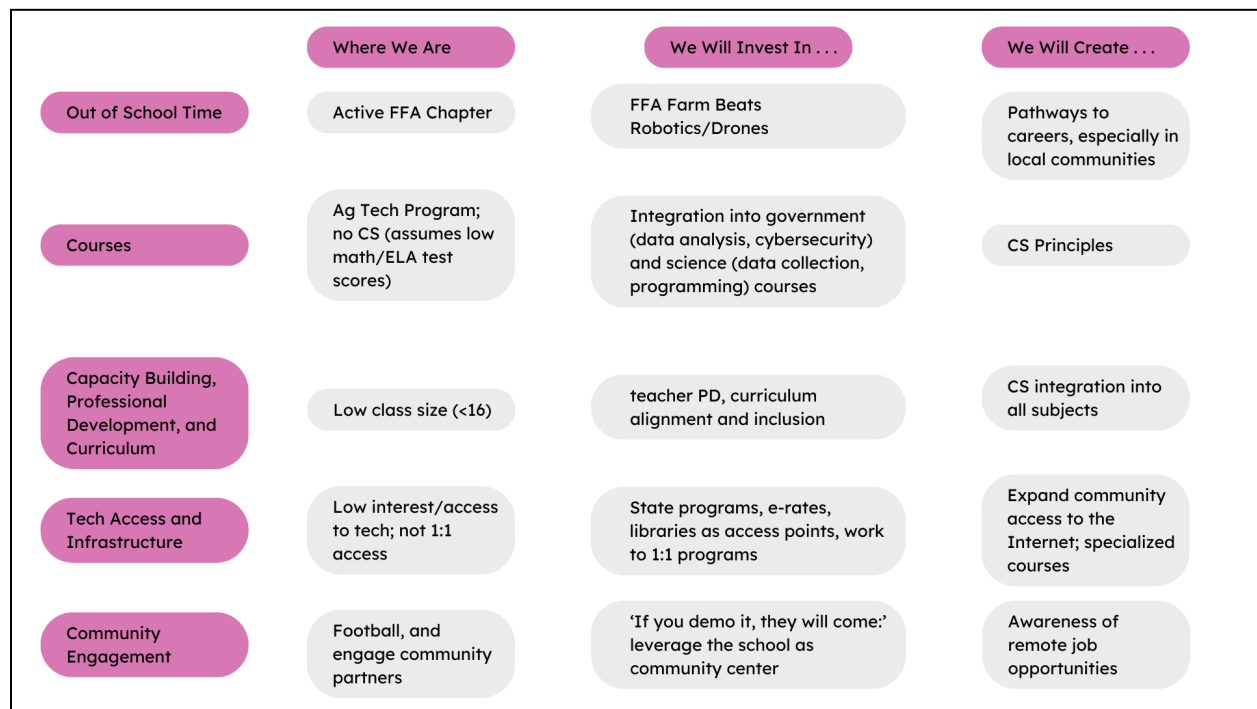 Where We Are
We Will Invest In . . .
We Will Create . . .
Out of School Time
Active FFA Chapter
FFA Farm Beats
Robotics/Drones
Pathways to
careers, especially in
local communities
Courses
Ag Tech Program;
no CS (assumes low
math/ELA test
scores)
Integration into government
(data analysis, cybersecurity)
and science (data collection,
programming) courses
CS Principles
Capacity Building,
Professional
Development, and
Curriculum
Low class size (<16)
teacher PD, curriculum
alignment and inclusion
CS integration into
all subjects
Tech Access and
Infrastructure
Low interest/access
to tech; not 1:1
access
State programs, e-rates,
libraries as access points, work
to 1:1 programs
Expand community
access to the
Internet; specialized
courses
Community
Engagement
Football, and
engage community
partners
‘If you demo it, they will come:’
leverage the school as
community center
Awareness of
remote job
opportunities